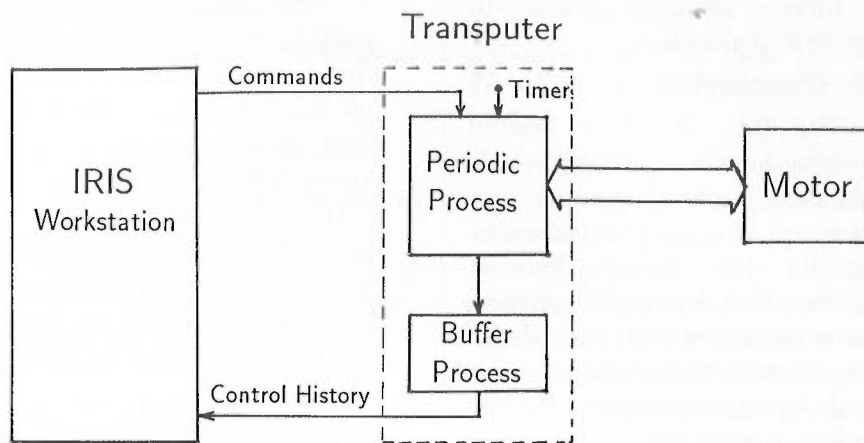 Transputer
Commands
Timer
IRIS
Workstation
Periodic
Process
Motor
Buffer
Process
Control History